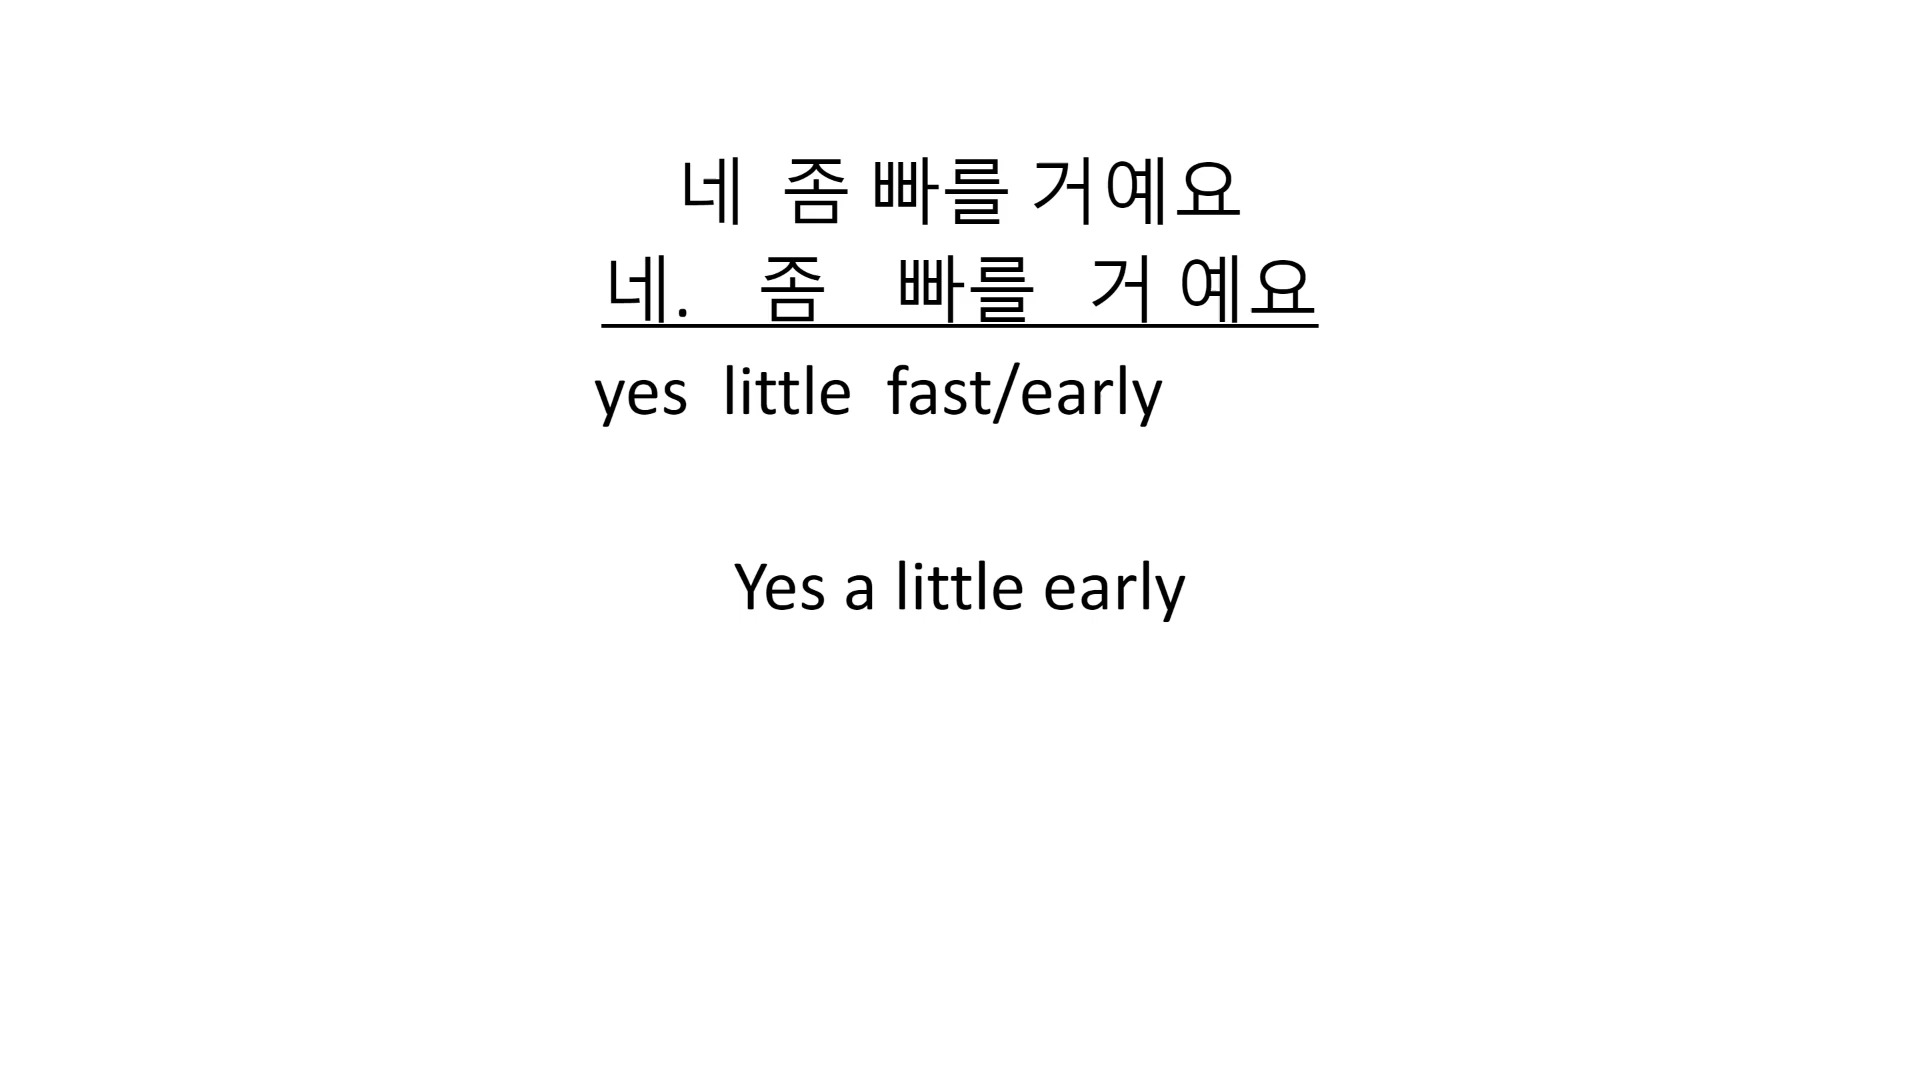 네 좀 빠를 거예요
네. 좀 빠를 거 예요
yes little fast/early
Yes a little early